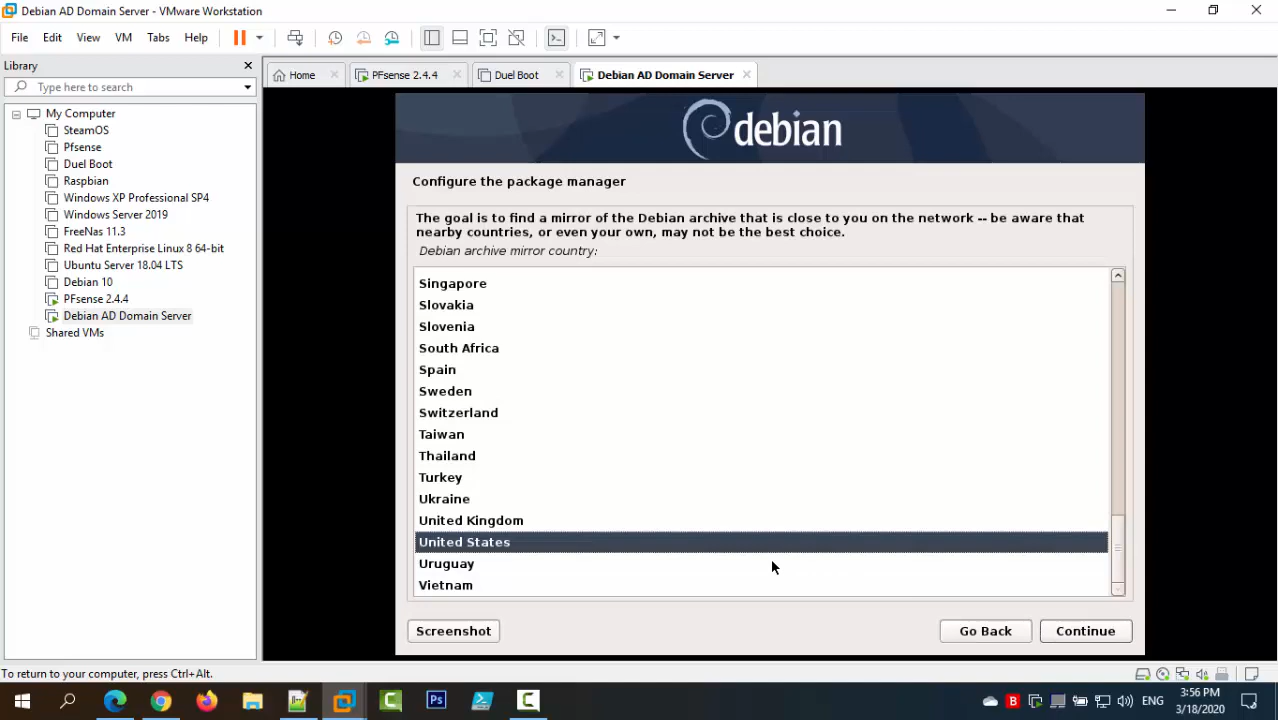 Debian AD Domain Server - VMware Workstation
File Edit View VM Tabs Help
Library
Type here to search
My Computer
SteamOS
Pfsense
Duel Boot
Raspbian
Windows XP Professional SP4
Windows Server 2019
FreeNas 11.3
Red Hat Enterprise Linux 8 64-bit
Ubuntu Server 18.04 LTS
Debian 10
PFsense 2.4.4
Debian AD Domain Server
Shared VMs
Home PFsense 2.4.4 Duel Boot Debian AD Domain Server
debian
Configure the package manager
The goal is to find a mirror of the Debian archive that is close to you on the network -- be aware that
nearby countries, or even your own, may not be the best choice.
Debian archive mirror country:
Singapore
Slovakia
Slovenia
South Africa
Spain
Sweden
Switzerland
Taiwan
Thailand
Turkey
Ukraine
United Kingdom
United States
Uruguay
Vietnam
Screenshot Go Back Continue
To return to your computer, press Ctrl+Alt.
Ps
B
ENG
3:56 PM
3/18/2020